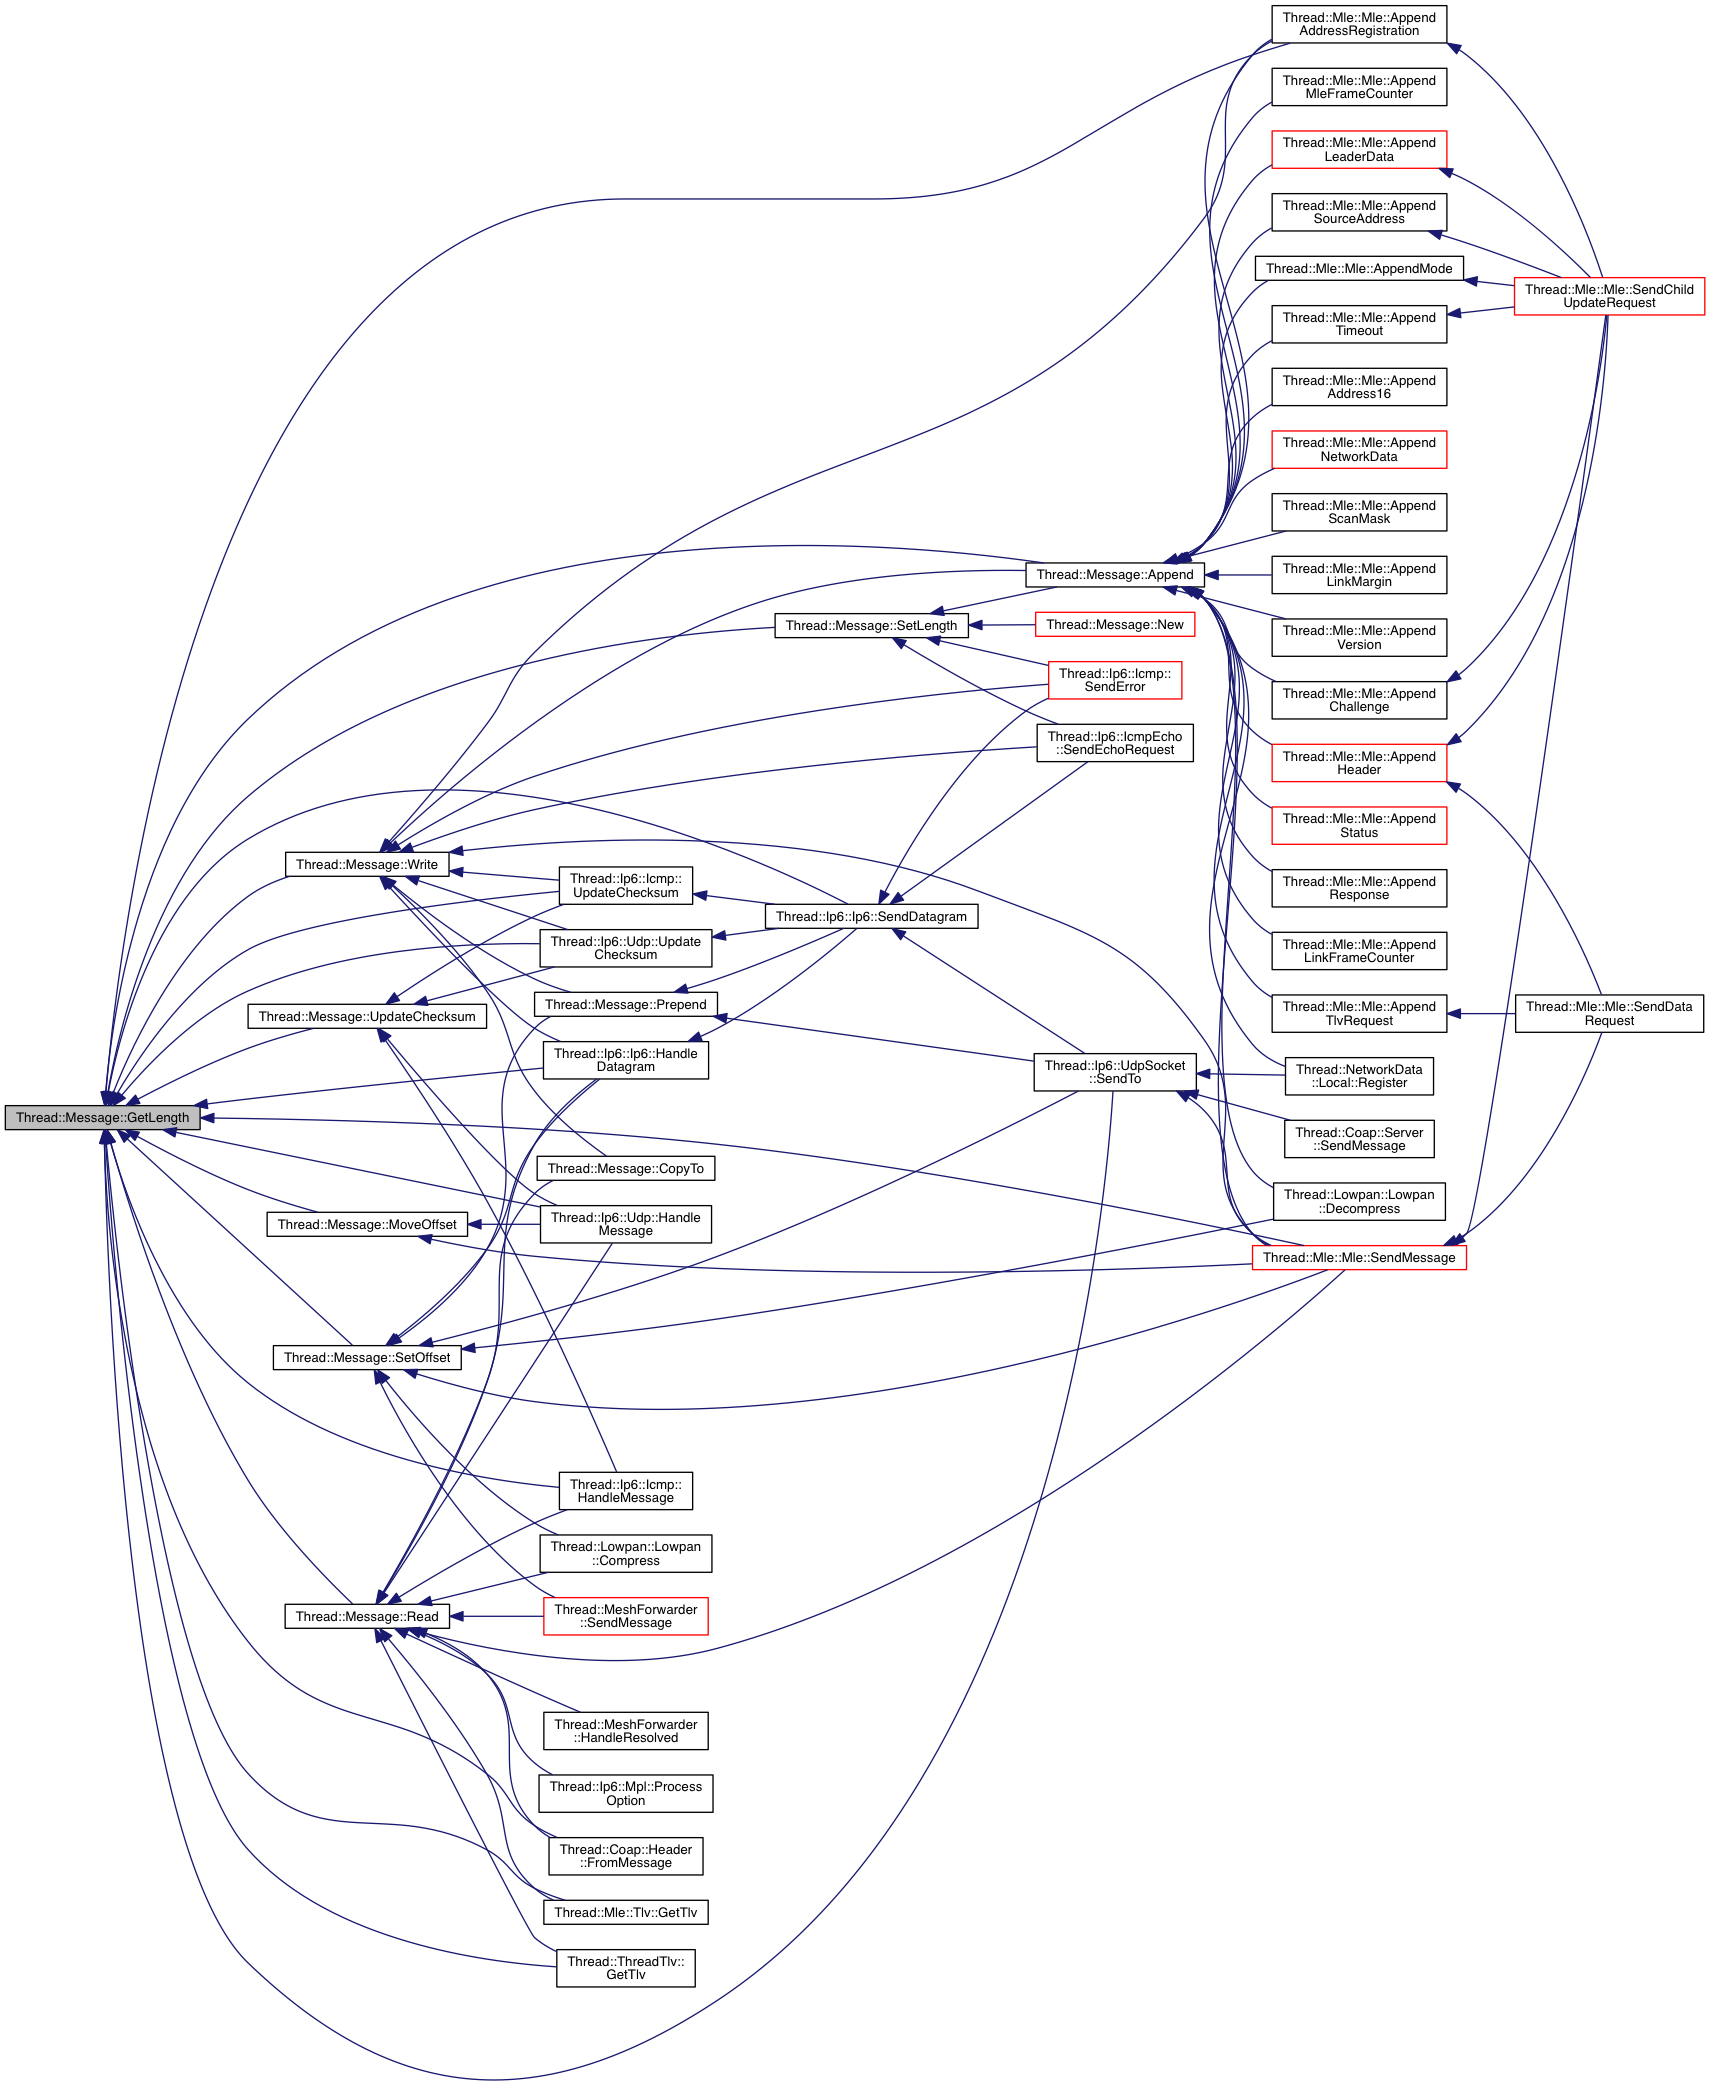 Thread::Mle::Mle::Append
AddressRegistration
Thread::Mle::Mle::Append
MleFrameCounter
Thread::Mle::Mle::Append
LeaderData
Thread::Mle::Mle::Append
SourceAddress
Thread::Mle::Mle::AppendMode
Thread::Mle::Mle::SendChild
UpdateRequest
Thread::Mle::Mle::Append
Timeout
Thread::Mle::Mle::Append
Address16
Thread::Mle::Mle::Append
NetworkData
Thread::Mle::Mle::Append
ScanMask
Thread::Message::Append
Thread::Mle::Mle::Append
LinkMargin
Thread::Message::SetLength
Thread::Message::New
Thread::Mle::Mle::Append
Version
Thread::Ip6::Icmp::
SendError
Thread::Mle::Mle::Append
Challenge
Thread::Ip6::IcmpEcho
::SendEchoRequest
Thread::Mle::Mle::Append
Header
Thread::Mle::Mle::Append
Status
Thread::Message::Write
Thread::Ip6::Icmp::
UpdateChecksum
Thread::Mle::Mle::Append
Response
Thread::Ip6::Ip6::SendDatagram
Thread::Ip6::Udp::Update
Checksum
Thread::Mle::Mle::Append
LinkFrameCounter
Thread::Message::Prepend
Thread::Message::UpdateChecksum
Thread::Mle::Mle::Append
TlvRequest
Thread::Mle::Mle::SendData
Request
Thread::Ip6::Ip6::Handle
Datagram
Thread::Ip6::UdpSocket
::SendTo
Thread::NetworkData
::Local::Register
Thread::Message::GetLength
Thread::Coap::Server
::SendMessage
Thread::Message::CopyTo
Thread::Lowpan::Lowpan
::Decompress
Thread::Message::MoveOffset
Thread::Ip6::Udp::Handle
Message
Thread::Mle::Mle::SendMessage
Thread::Message::SetOffset
Thread::Ip6::Icmp::
HandleMessage
Thread::Lowpan::Lowpan
::Compress
Thread::Message::Read
Thread::MeshForwarder
::SendMessage
Thread::MeshForwarder
::HandleResolved
Thread::Ip6::Mpl::Process
Option
Thread::Coap::Header
::FromMessage
Thread::Mle::Tlv::GetTlv
Thread::ThreadTlv::
GetTlv